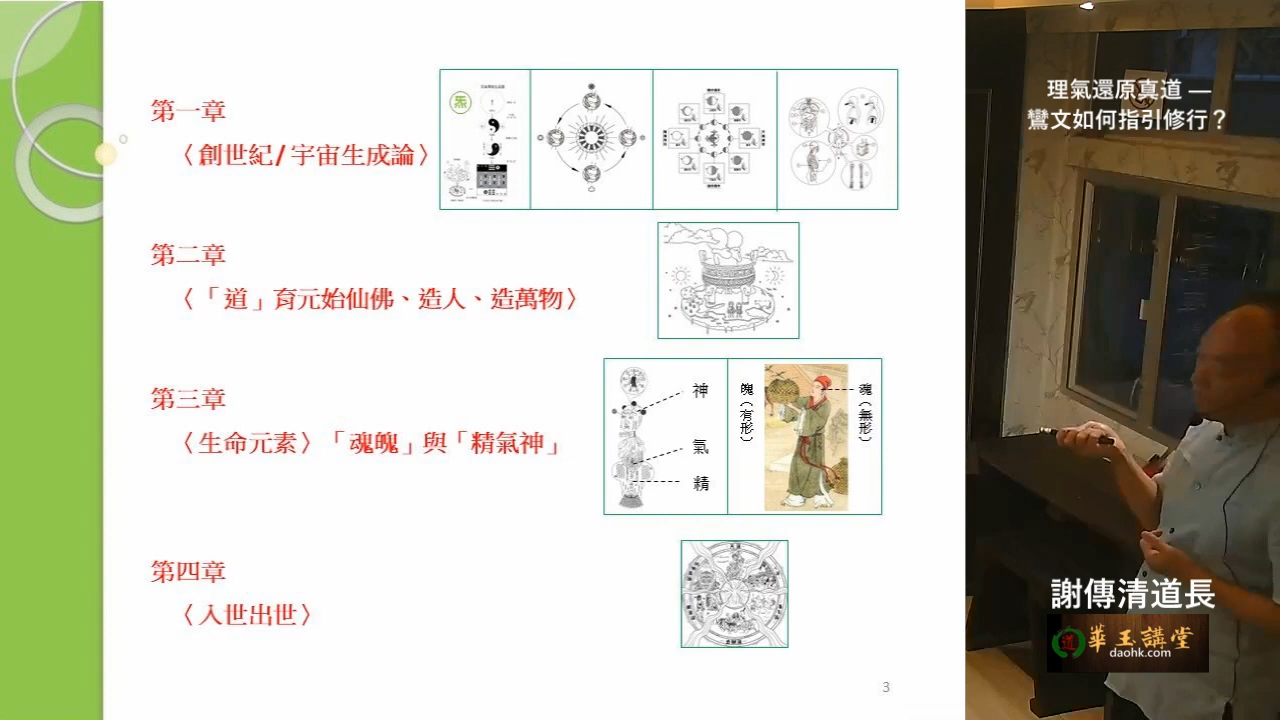 第一章
〈創世紀/宇宙生成論〉
第二章
〈「道」育元始仙佛、造人、造萬物〉
第三章
〈生命元素〉「魂魄」與「精氣神」
神
氣
精
魄（有形）
魂（無形）
第四章
〈入世出世〉
3
理氣還原真道 —
鸞文如何指引修行？
謝傳清道長
道 華玉講堂
daohk.com